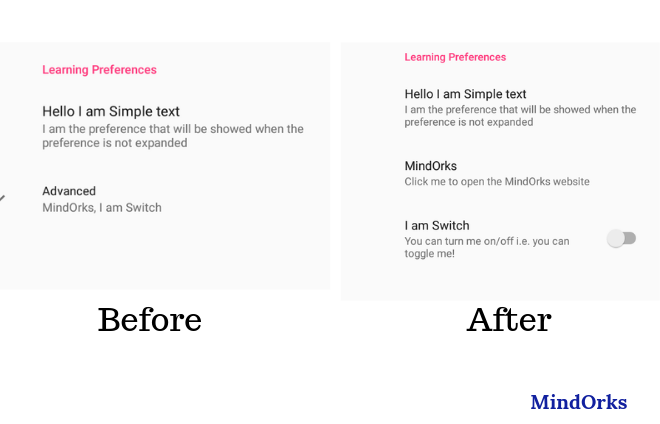 Learning Preferences
Hello I am Simple text
I am the preference that will be showed when the
preference is not expanded
Advanced
MindOrks, I am Switch
Before
Learning Preferences
Hello I am Simple text
I am the preference that will be showed when the
preference is not expanded
MindOrks
Click me to open the MindOrks website
I am Switch
You can turn me on/off i.e. you can
toggle me!
After
MindOrks